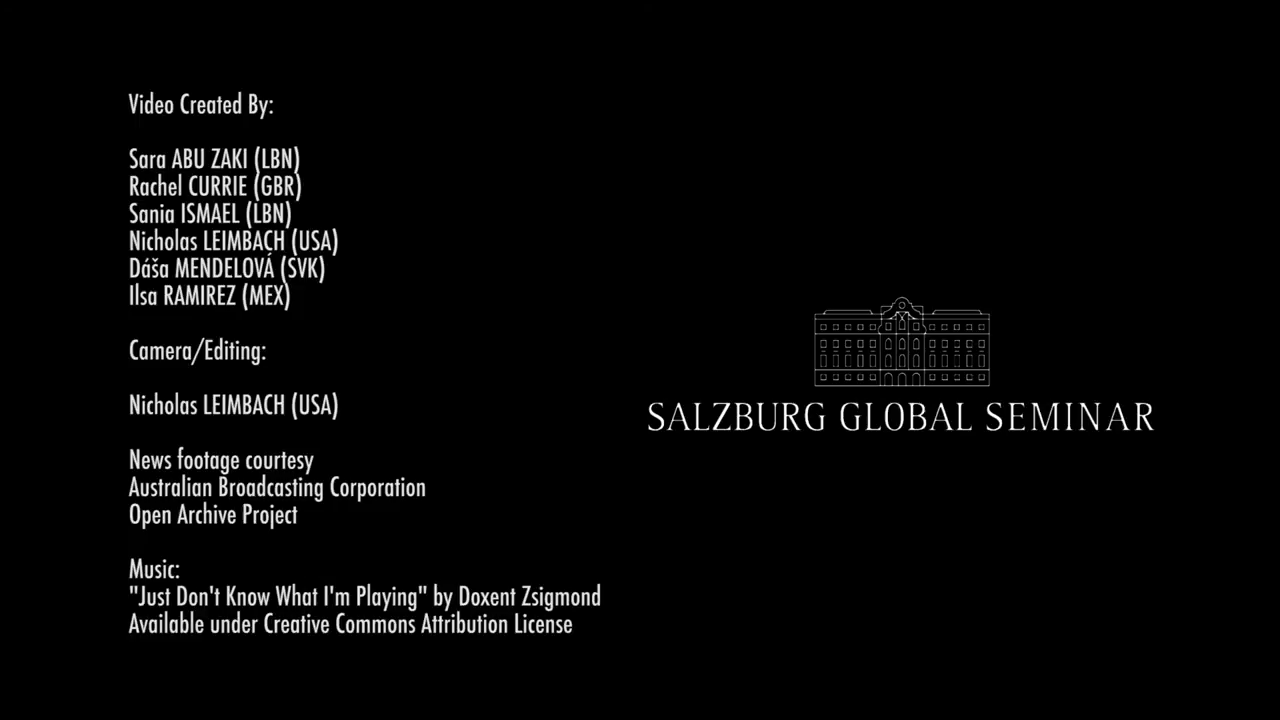 Video Created By:
Sara ABU ZAKI (LBN)
Rachel CURRIE (GBR)
Sania ISMAEL (LBN)
Nicholas LEIMBACH (USA)
Dáša MENDELOVÁ (SVK)
Ilsa RAMIREZ (MEX)
Camera/Editing:
Nicholas LEIMBACH (USA)
News footage courtesy
Australian Broadcasting Corporation
Open Archive Project
Music:
"Just Don't Know What I'm Playing" by Doxent Zsigmond
Available under Creative Commons Attribution License
SALZBURG GLOBAL SEMINAR